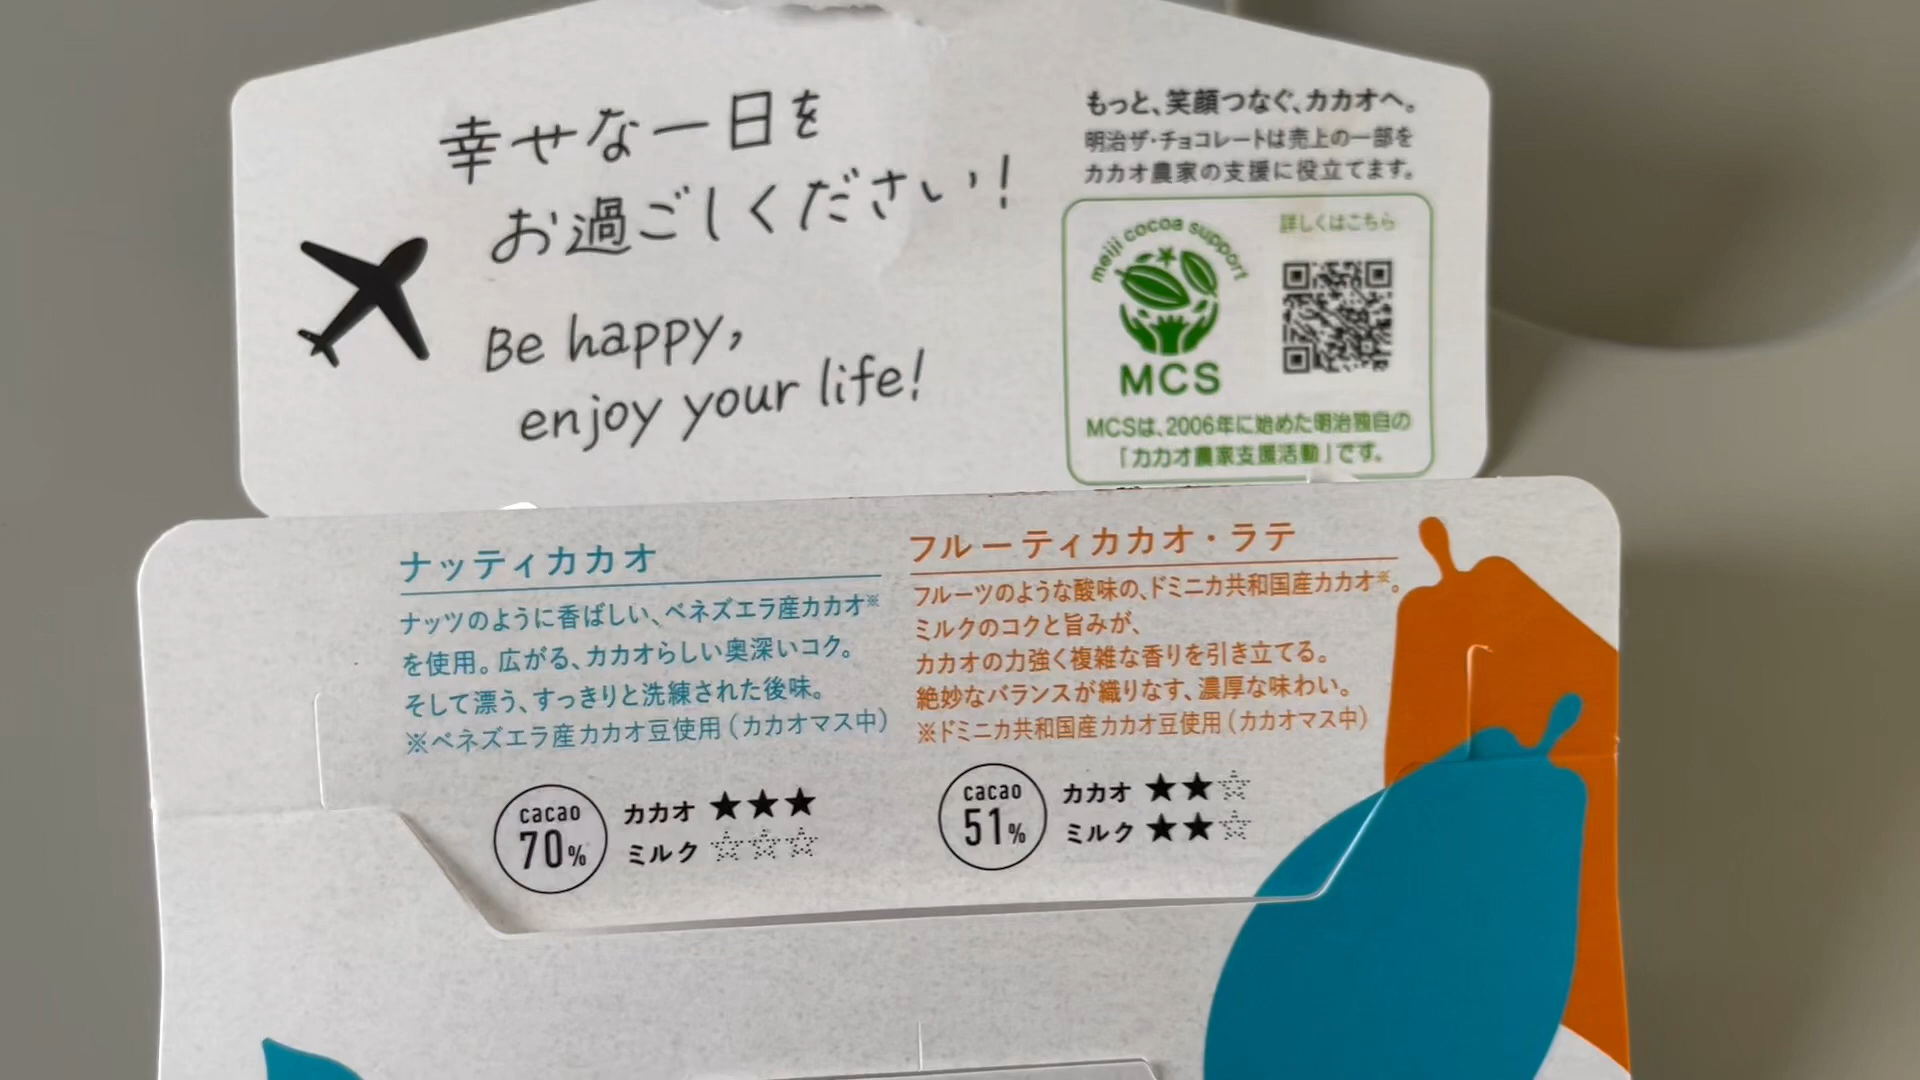 幸せな一日を
お過ごしください!
Be happy,
enjoy your life!
もっと、笑顔つなぐ、カカオへ。
明治ザ・チョコレートは売上の一部を
カカオ農家の支援に役立てます。
meiji cocoa support
MCS
詳しくはこちら
MCSは、2006年に始めた明治独自の
「カカオ農家支援活動」です。
ナッティカカオ
ナッツのように香ばしい、ベネズエラ産カカオ※
を使用。広がる、カカオらしい奥深いコク。
そして漂う、すっきりと洗練された後味。
※ベネズエラ産カカオ豆使用(カカオマス中)
cacao
70%
カカオ ★★★
ミルク ☆☆☆
フルーティカカオ・ラテ
フルーツのような酸味の、ドミニカ共和国産カカオ※。
ミルクのコクと旨みが、
カカオの力強く複雑な香りを引き立てる。
絶妙なバランスが織りなす、濃厚な味わい。
※ドミニカ共和国産カカオ豆使用(カカオマス中)
cacao
51%
カカオ ★★☆
ミルク ★★☆